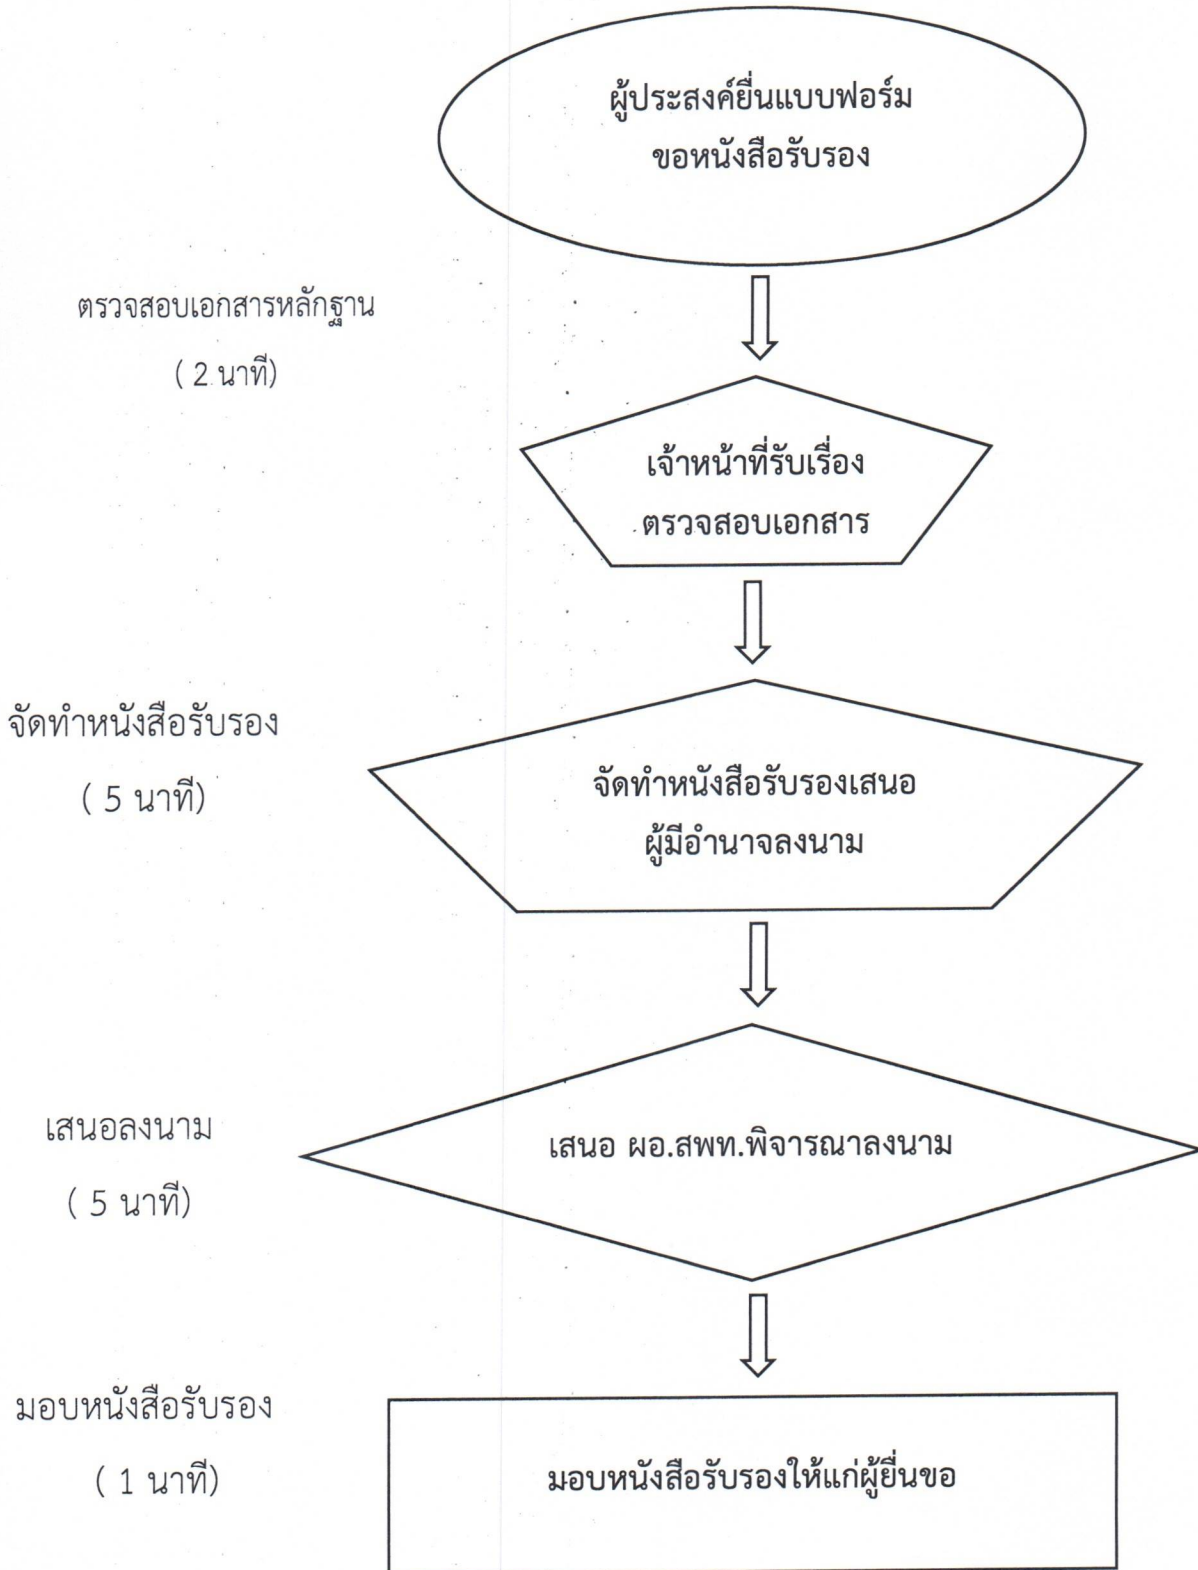 ผู้ประสงค์ยื่นแบบฟอร์ม
ขอหนังสือรับรอง
ตรวจสอบเอกสารหลักฐาน
( 2 นาที)
เจ้าหน้าที่รับเรื่อง
ตรวจสอบเอกสาร
จัดทำหนังสือรับรอง
( 5 นาที)
จัดทำหนังสือรับรองเสนอ
ผู้มีอำนาจลงนาม
เสนอลงนาม
( 5 นาที)
เสนอ ผอ.สพท.พิจารณาลงนาม
มอบหนังสือรับรอง
( 1 นาที)
มอบหนังสือรับรองให้แก่ผู้ยื่นขอ